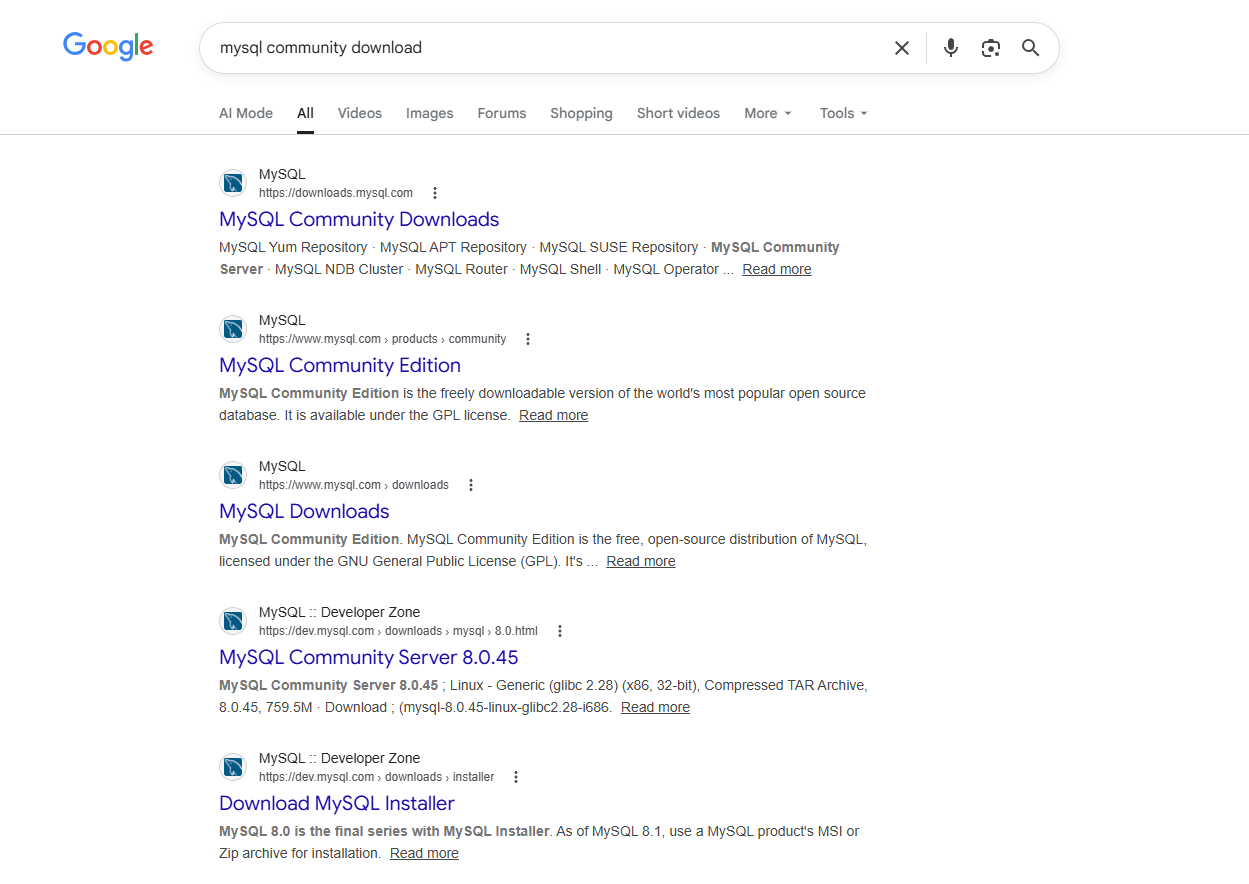 Google
mysql community download
AI Mode All Videos Images Forums Shopping Short videos More Tools
MySQL
https://downloads.mysql.com
MySQL Community Downloads
MySQL Yum Repository · MySQL APT Repository · MySQL SUSE Repository · MySQL Community
Server · MySQL NDB Cluster · MySQL Router · MySQL Shell · MySQL Operator ... Read more
MySQL
https://www.mysql.com › products › community
MySQL Community Edition
MySQL Community Edition is the freely downloadable version of the world's most popular open source
database. It is available under the GPL license. Read more
MySQL
https://www.mysql.com › downloads
MySQL Downloads
MySQL Community Edition. MySQL Community Edition is the free, open-source distribution of MySQL,
licensed under the GNU General Public License (GPL). It's ... Read more
MySQL :: Developer Zone
https://dev.mysql.com › downloads › mysql › 8.0.html
MySQL Community Server 8.0.45
MySQL Community Server 8.0.45 ; Linux - Generic (glibc 2.28) (x86, 32-bit), Compressed TAR Archive,
8.0.45, 759.5M · Download ; (mysql-8.0.45-linux-glibc2.28-i686. Read more
MySQL :: Developer Zone
https://dev.mysql.com › downloads › installer
Download MySQL Installer
MySQL 8.0 is the final series with MySQL Installer. As of MySQL 8.1, use a MySQL product's MSI or
Zip archive for installation. Read more